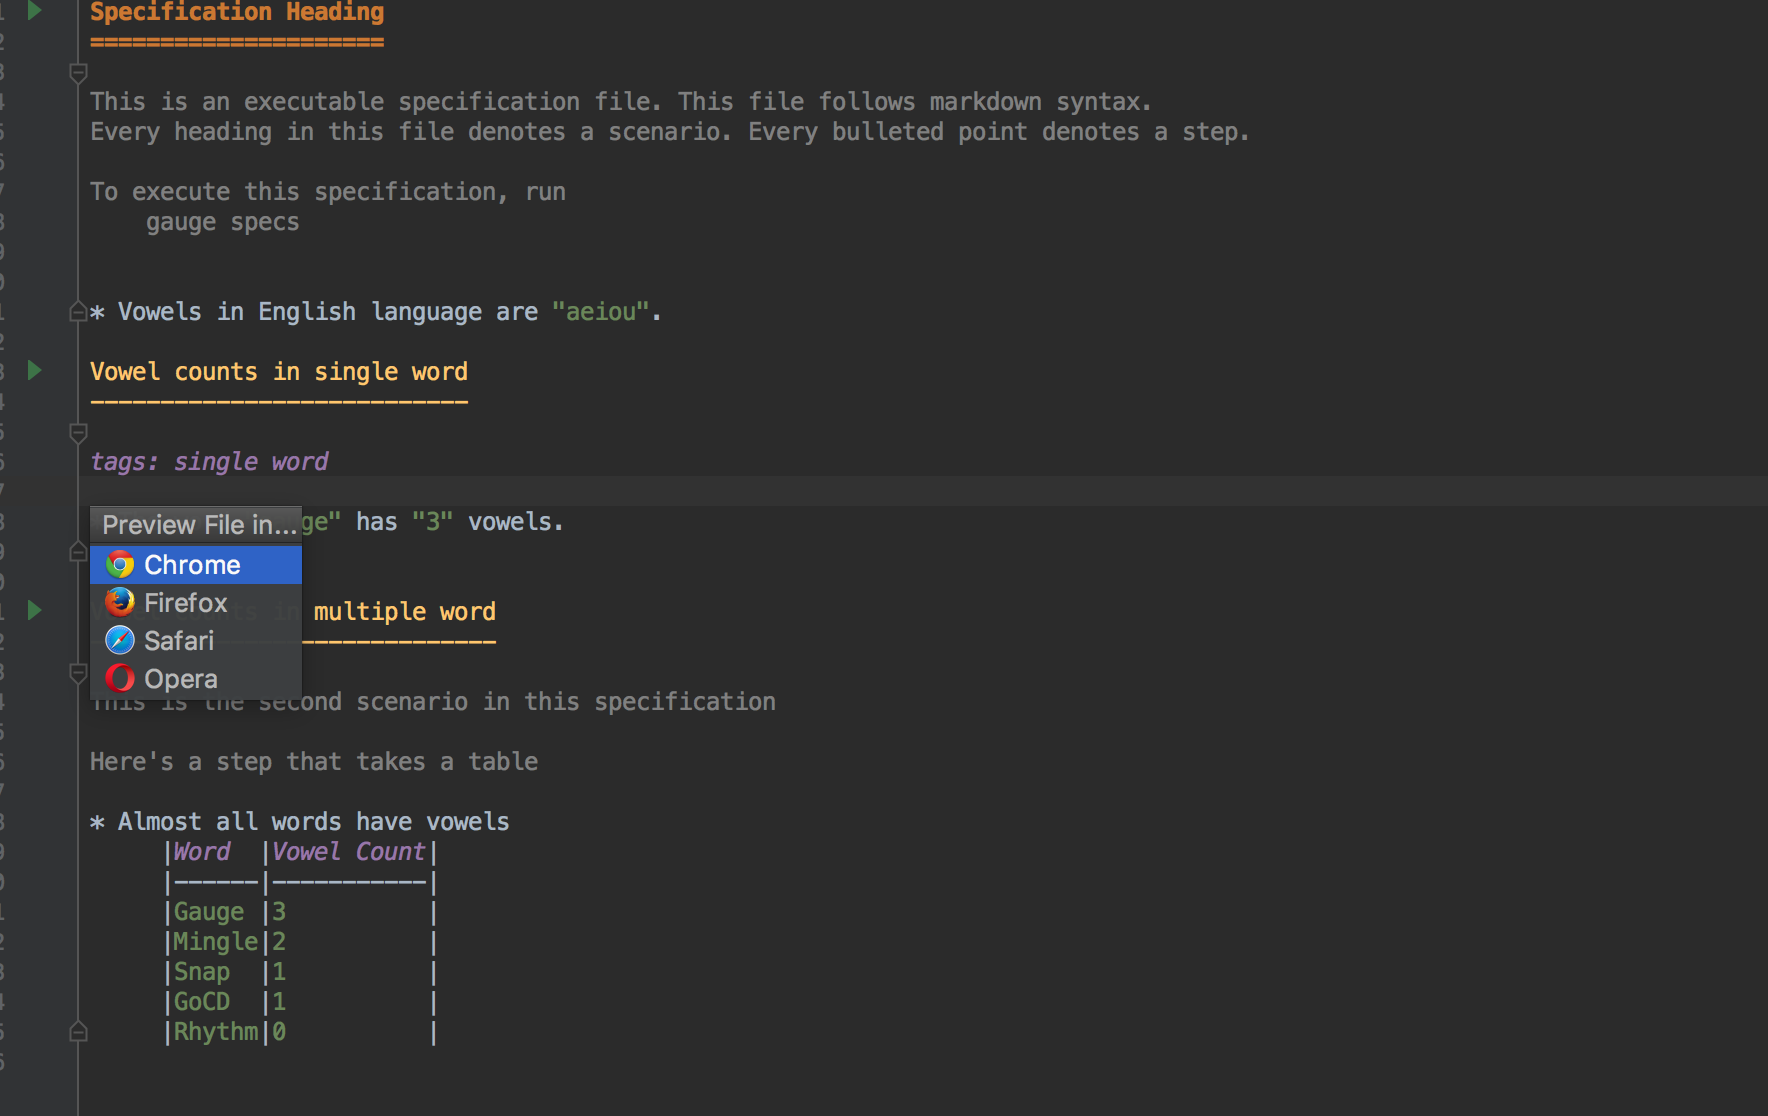 Specification Heading
=====================
This is an executable specification file. This file follows markdown syntax.
Every heading in this file denotes a scenario. Every bulleted point denotes a step.
To execute this specification, run
gauge specs
* Vowels in English language are "aeiou".
Vowel counts in single word
---------------------------
tags: single word
Preview File in...
ge" has "3" vowels.
Chrome
Firefox
in multiple word
Safari
Opera
This is the second scenario in this specification
Here's a step that takes a table
* Almost all words have vowels
|Word  |Vowel Count|
|------|-----------|
|Gauge |3          |
|Mingle|2          |
|Snap  |1          |
|GoCD  |1          |
|Rhythm|0          |